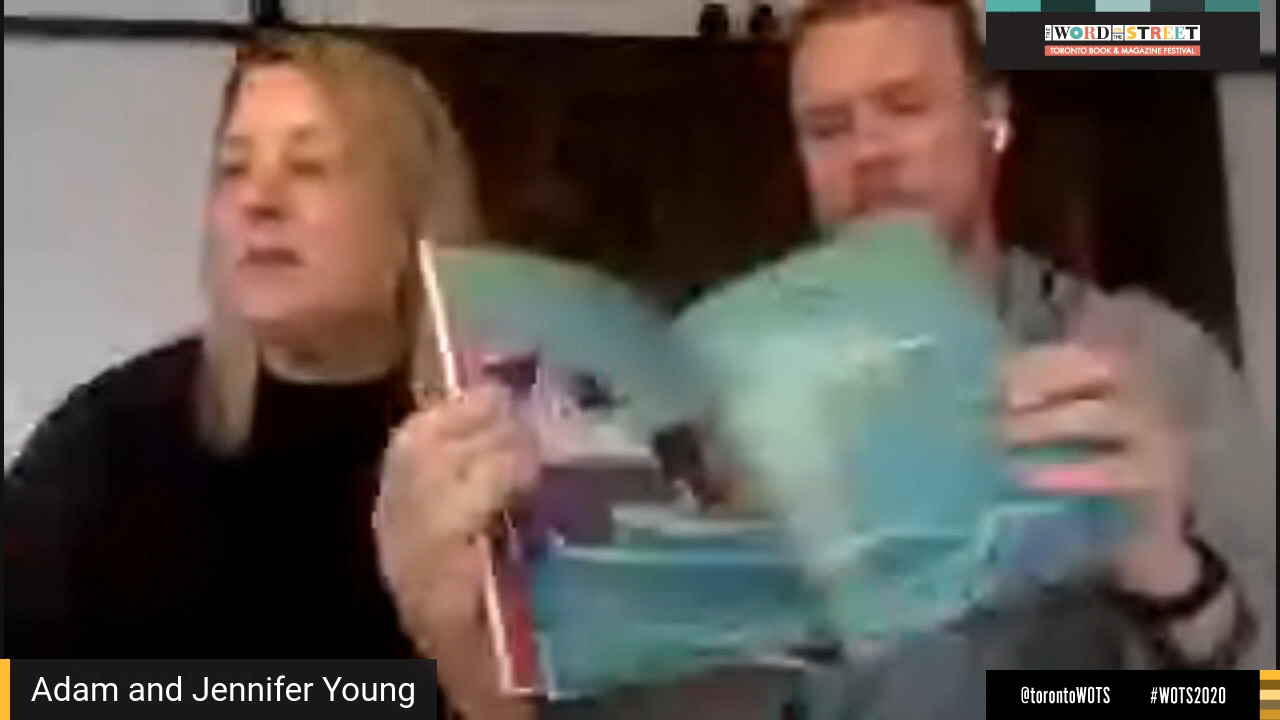 THE WORD ON THE STREET
TORONTO BOOK & MAGAZINE FESTIVAL
Adam and Jennifer Young
@torontoWOTS #WOTS2020